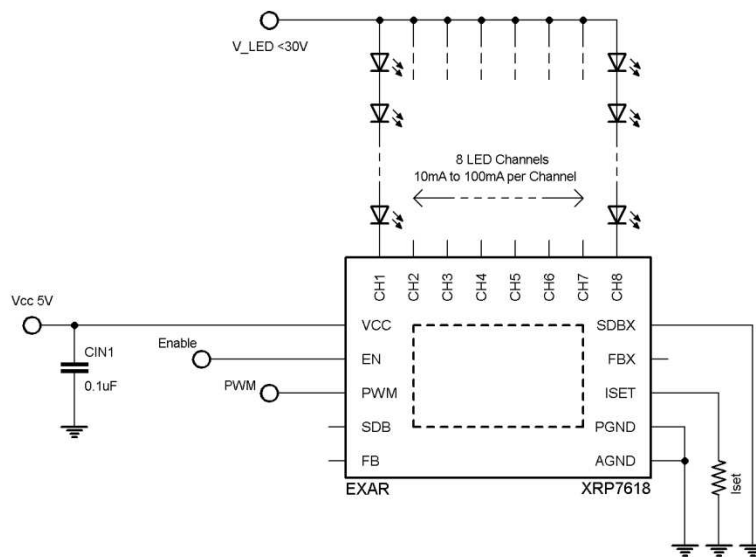 V_LED <30V
8 LED Channels
10mA to 100mA per Channel
CH1
CH2
CH3
CH4
CH5
CH6
CH7
CH8
Vcc 5V
CIN1
0.1uF
Enable
PWM
VCC
EN
PWM
SDB
FB
SDBX
FBX
ISET
PGND
AGND
Iset
EXAR
XRP7618